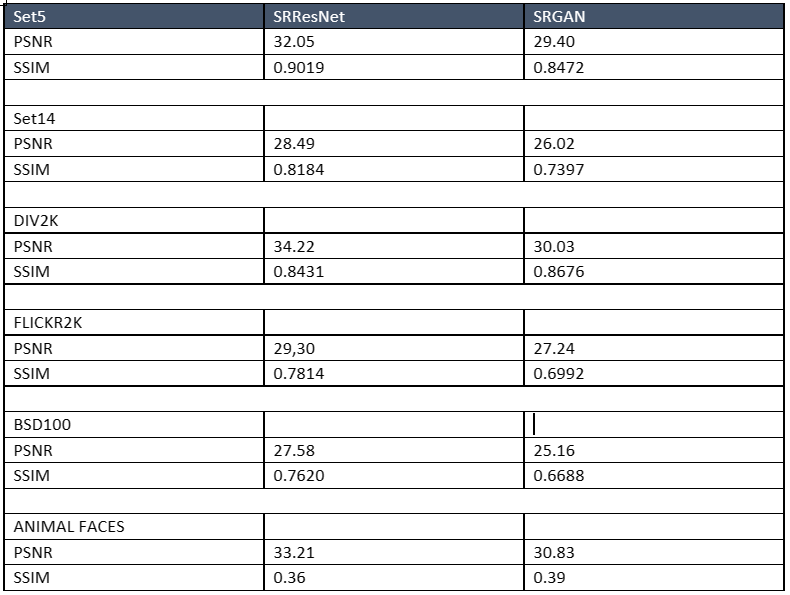 Set5 SRResNet SRGAN
PSNR 32.05 29.40
SSIM 0.9019 0.8472
Set14
PSNR 28.49 26.02
SSIM 0.8184 0.7397
DIV2K
PSNR 34.22 30.03
SSIM 0.8431 0.8676
FLICKR2K
PSNR 29,30 27.24
SSIM 0.7814 0.6992
BSD100
PSNR 27.58 25.16
SSIM 0.7620 0.6688
ANIMAL FACES
PSNR 33.21 30.83
SSIM 0.36 0.39